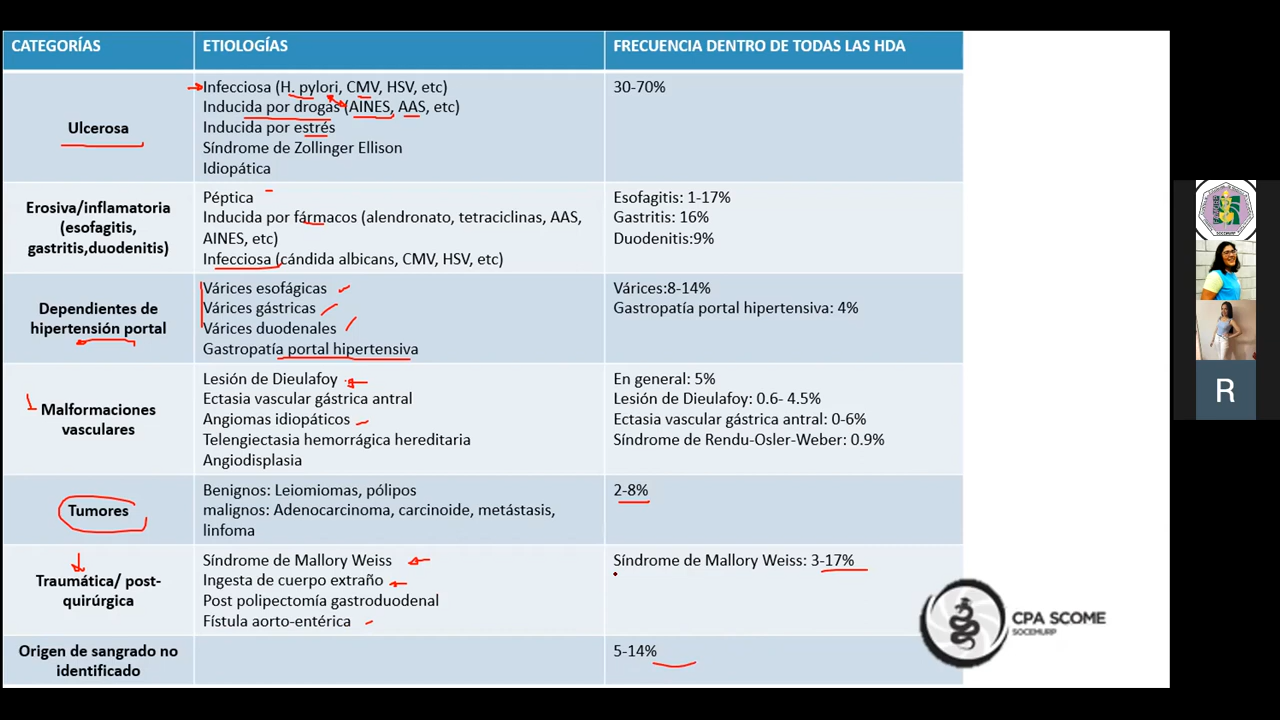 CATEGORÍAS ETIOLOGÍAS FRECUENCIA DENTRO DE TODAS LAS HDA
Ulcerosa
Infecciosa (H. pylori, CMV, HSV, etc)
Inducida por drogas (AINES, AAS, etc)
Inducida por estrés
Síndrome de Zollinger Ellison
Idiopática
30-70%
Erosiva/inflamatoria
(esofagitis,
gastritis,duodenitis)
Péptica
Inducida por fármacos (alendronato, tetraciclinas, AAS,
AINES, etc)
Infecciosa (cándida albicans, CMV, HSV, etc)
Esofagitis: 1-17%
Gastritis: 16%
Duodenitis:9%
Dependientes de
hipertensión portal
Várices esofágicas
Várices gástricas
Várices duodenales
Gastropatía portal hipertensiva
Várices:8-14%
Gastropatía portal hipertensiva: 4%
Malformaciones
vasculares
Lesión de Dieulafoy
Ectasia vascular gástrica antral
Angiomas idiopáticos
Telengiectasia hemorrágica hereditaria
Angiodisplasia
En general: 5%
Lesión de Dieulafoy: 0.6- 4.5%
Ectasia vascular gástrica antral: 0-6%
Síndrome de Rendu-Osler-Weber: 0.9%
Tumores
Benignos: Leiomiomas, pólipos
malignos: Adenocarcinoma, carcinoide, metástasis,
linfoma
2-8%
Traumática/ post-
quirúrgica
Síndrome de Mallory Weiss
Ingesta de cuerpo extraño
Post polipectomía gastroduodenal
Fístula aorto-entérica
Síndrome de Mallory Weiss: 3-17%
Origen de sangrado no
identificado
5-14%
CPA SCOME
SOCEMURP
R